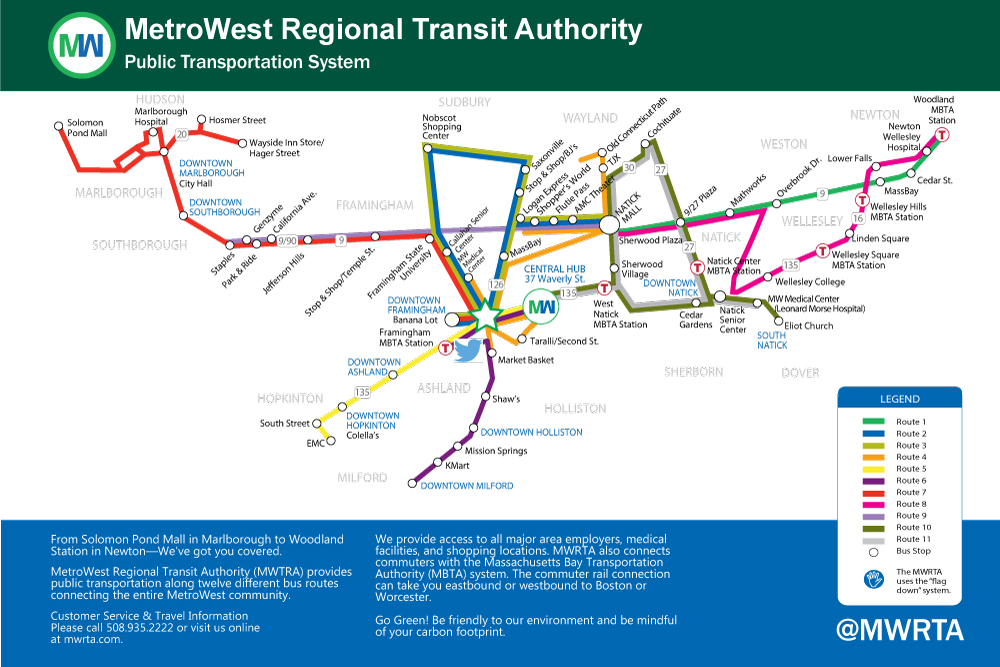 MW
MetroWest Regional Transit Authority
Public Transportation System
HUDSON
SUDBURY
WAYLAND
WESTON
NEWTON
Woodland
MBTA
Station
T
Solomon
Pond Mall
Marlborough
Hospital
Hosmer Street
20
Wayside Inn Store/
Hager Street
DOWNTOWN
MARLBOROUGH
City Hall
MARLBOROUGH
DOWNTOWN
SOUTHBOROUGH
SOUTHBOROUGH
FRAMINGHAM
Nobscot
Shopping
Center
Saxonville
Stop & Shop/BJ's
Logan Express
Shopper's World
Flutie Pass
AMC Theater
Old Connecticut Path
TJX
Cochituate
30
27
NATICK
MALL
9/27 Plaza
Mathworks
Overbrook Dr.
Lower Falls
Newton
Wellesley
Hospital
Cedar St.
MassBay
9
T
Wellesley Hills
MBTA Station
16
WELLESLEY
Linden Square
T
Wellesley Square
MBTA Station
135
Wellesley College
Staples
Park & Ride
Genzyme
California Ave.
9/90
Jefferson Hills
9
Stop & Shop/Temple St.
Framingham State
University
Callahan Senior
Center
MW
Medical
Center
MassBay
126
Sherwood Plaza
NATICK
27
T
Natick Center
MBTA Station
Sherwood
Village
DOWNTOWN
NATICK
CENTRAL HUB
37 Waverly St.
MW
135
T
West
Natick
MBTA Station
Cedar
Gardens
Natick
Senior
Center
MW Medical Center
(Leonard Morse Hospital)
Eliot Church
SOUTH
NATICK
DOWNTOWN
FRAMINGHAM
Banana Lot
Framingham
MBTA Station
T
Taralli/Second St.
Market Basket
DOWNTOWN
ASHLAND
ASHLAND
SHERBORN
DOVER
135
HOPKINTON
DOWNTOWN
HOPKINTON
Colella's
South Street
EMC
Shaw's
HOLLISTON
DOWNTOWN HOLLISTON
Mission Springs
KMart
MILFORD
DOWNTOWN MILFORD
LEGEND
Route 1
Route 2
Route 3
Route 4
Route 5
Route 6
Route 7
Route 8
Route 9
Route 10
Route 11
Bus Stop
The MWRTA
uses the "flag
down" system.
From Solomon Pond Mall in Marlborough to Woodland
Station in Newton—We've got you covered.
MetroWest Regional Transit Authority (MWTRA) provides
public transportation along twelve different bus routes
connecting the entire MetroWest community.
Customer Service & Travel Information
Please call 508.935.2222 or visit us online
at mwrta.com.
We provide access to all major area employers, medical
facilities, and shopping locations. MWRTA also connects
commuters with the Massachusetts Bay Transportation
Authority (MBTA) system. The commuter rail connection
can take you eastbound or westbound to Boston or
Worcester.
Go Green! Be friendly to our environment and be mindful
of your carbon footprint.
@MWRTA